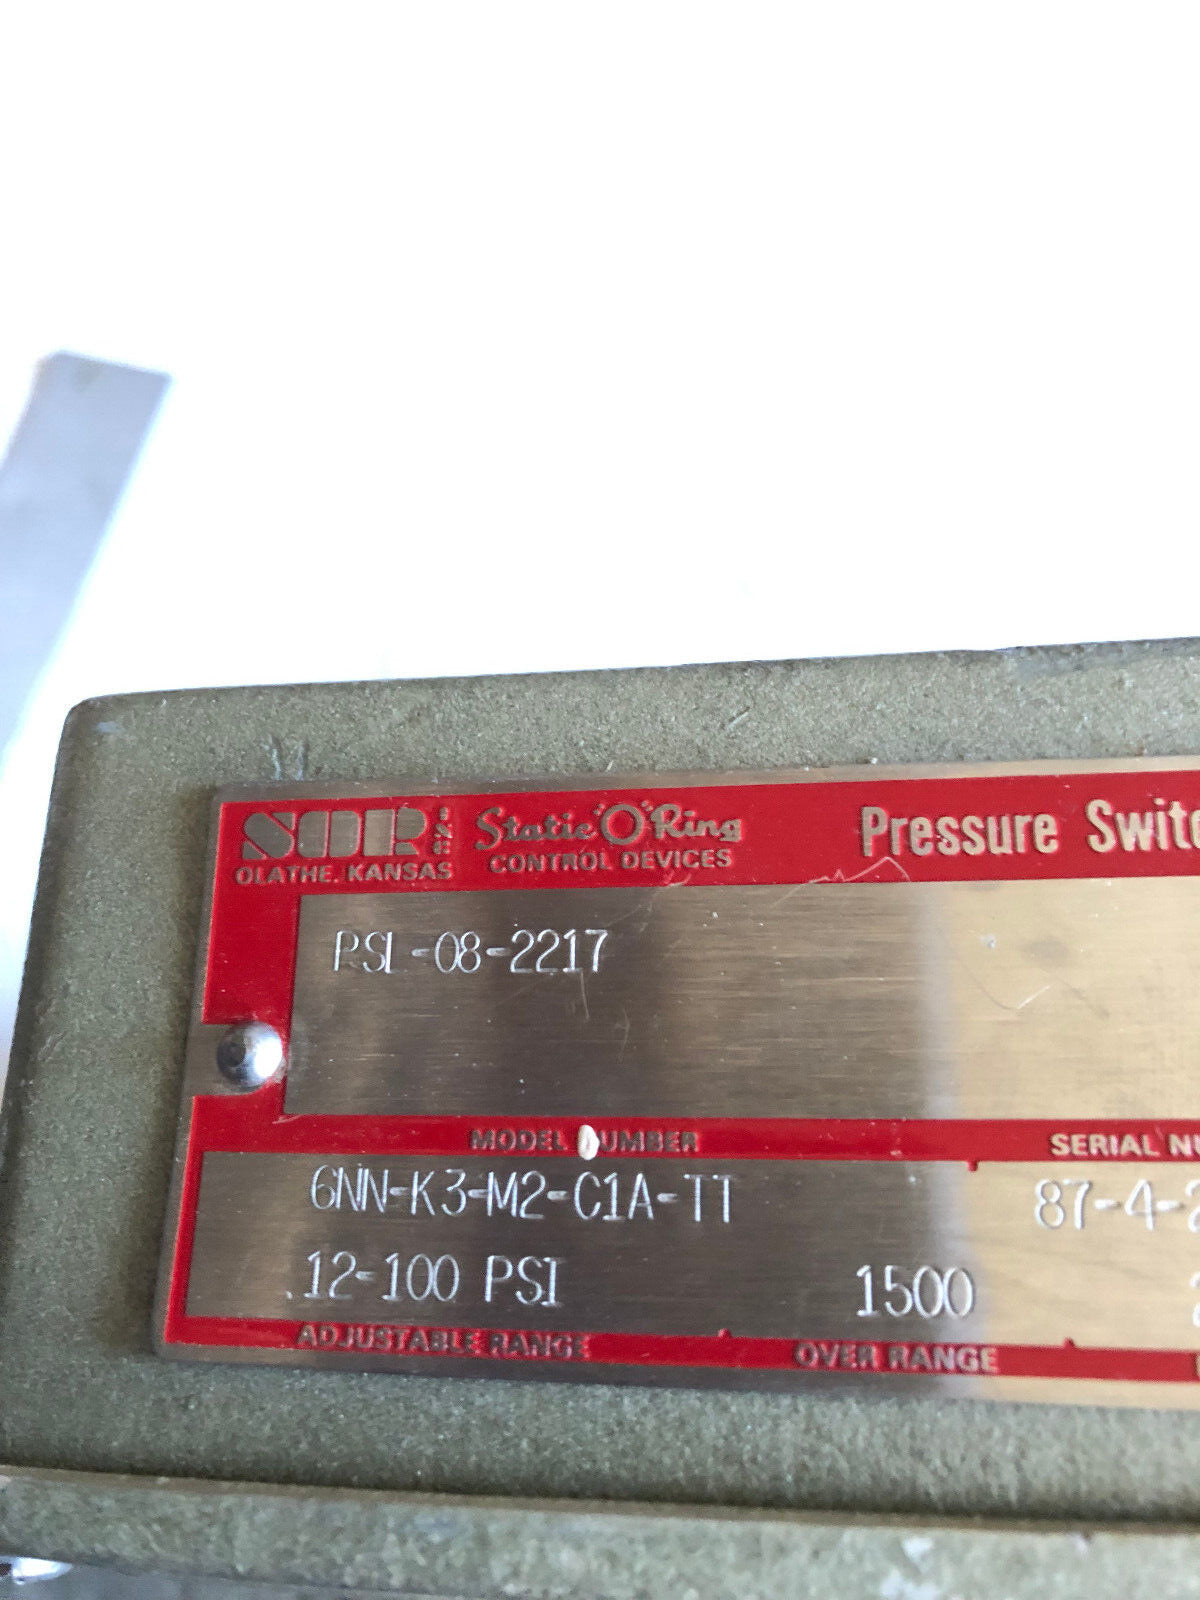 SOR INC. Static "O" Ring Pressure Switc
OLATHE, KANSAS CONTROL DEVICES
PSL-08-2217
MODEL NUMBER SERIAL NU
6NN-K3-M2-C1A-TT 87-4-2
12-100 PSI 1500
ADJUSTABLE RANGE OVER RANGE